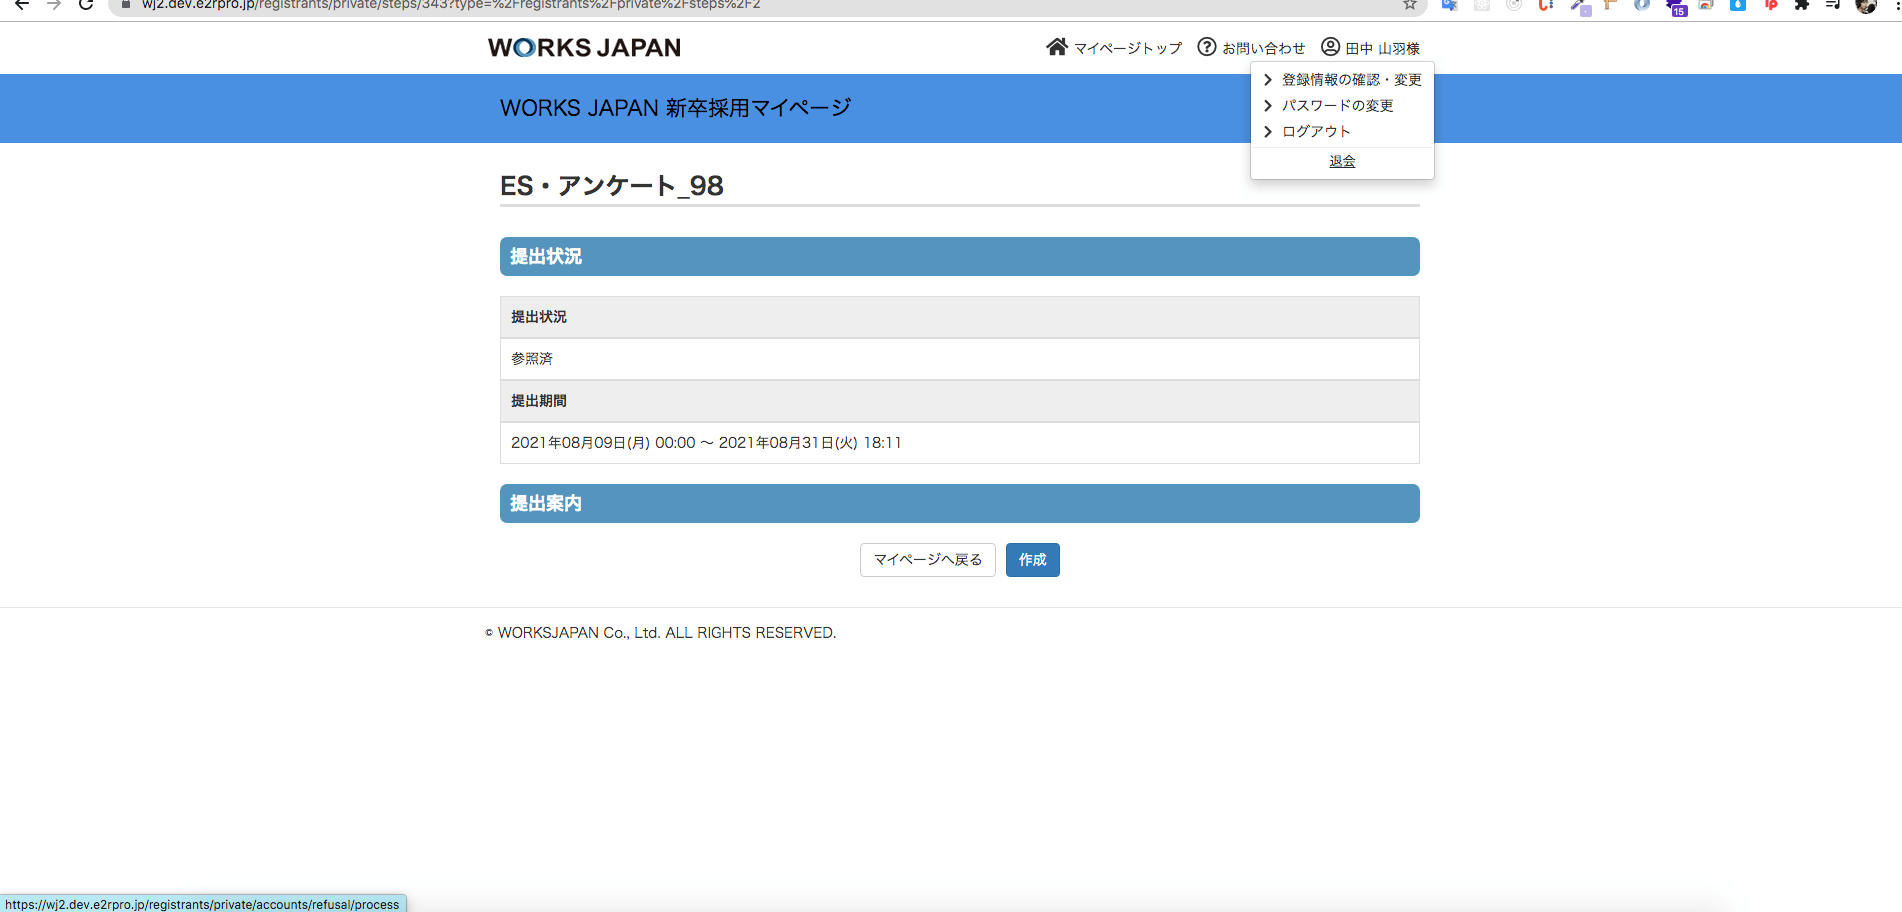 wj2.dev.e2rpro.jp/registrants/private/steps/343?type=%2Fregistrants%2Fprivate%2Fsteps%2F2
15
WORKS JAPAN
マイページトップ お問い合わせ 田中 山羽様
登録情報の確認・変更
パスワードの変更
ログアウト
退会
WORKS JAPAN 新卒採用マイページ
ES・アンケート_98
提出状況
提出状況
参照済
提出期間
2021年08月09日(月) 00:00 〜 2021年08月31日(火) 18:11
提出案内
マイページへ戻る 作成
© WORKSJAPAN Co., Ltd. ALL RIGHTS RESERVED.
https://wj2.dev.e2rpro.jp/registrants/private/accounts/refusal/process